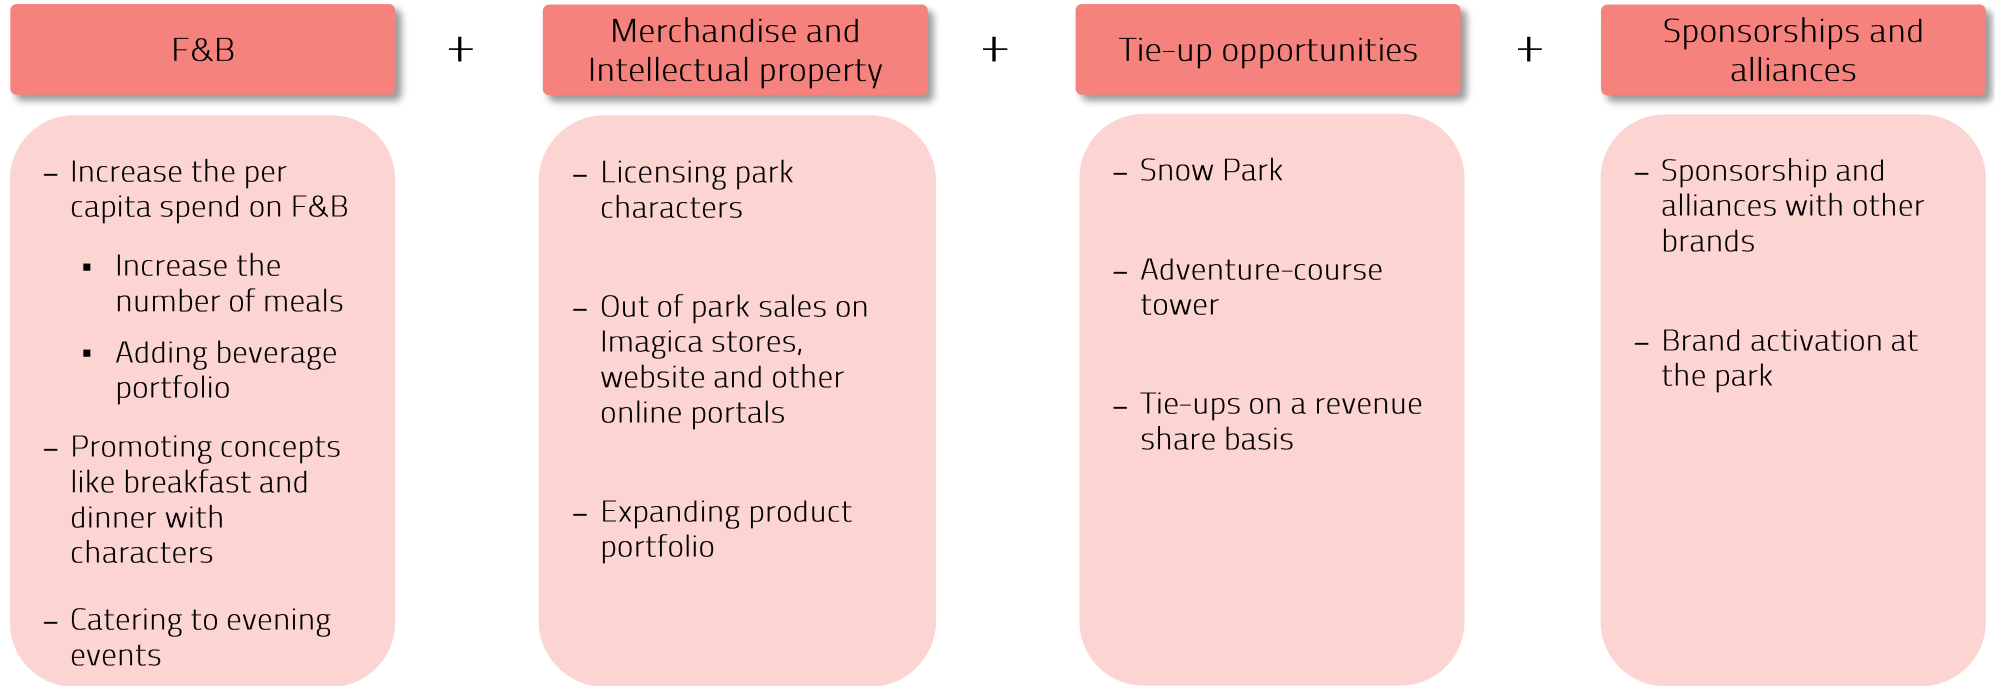 F&B
+
Merchandise and
Intellectual property
+
Tie-up opportunities
+
Sponsorships and
alliances
– Increase the per
capita spend on F&B
▪ Increase the
number of meals
▪ Adding beverage
portfolio
– Promoting concepts
like breakfast and
dinner with
characters
– Catering to evening
events
– Licensing park
characters
– Out of park sales on
Imagica stores,
website and other
online portals
– Expanding product
portfolio
– Snow Park
– Adventure-course
tower
– Tie-ups on a revenue
share basis
– Sponsorship and
alliances with other
brands
– Brand activation at
the park